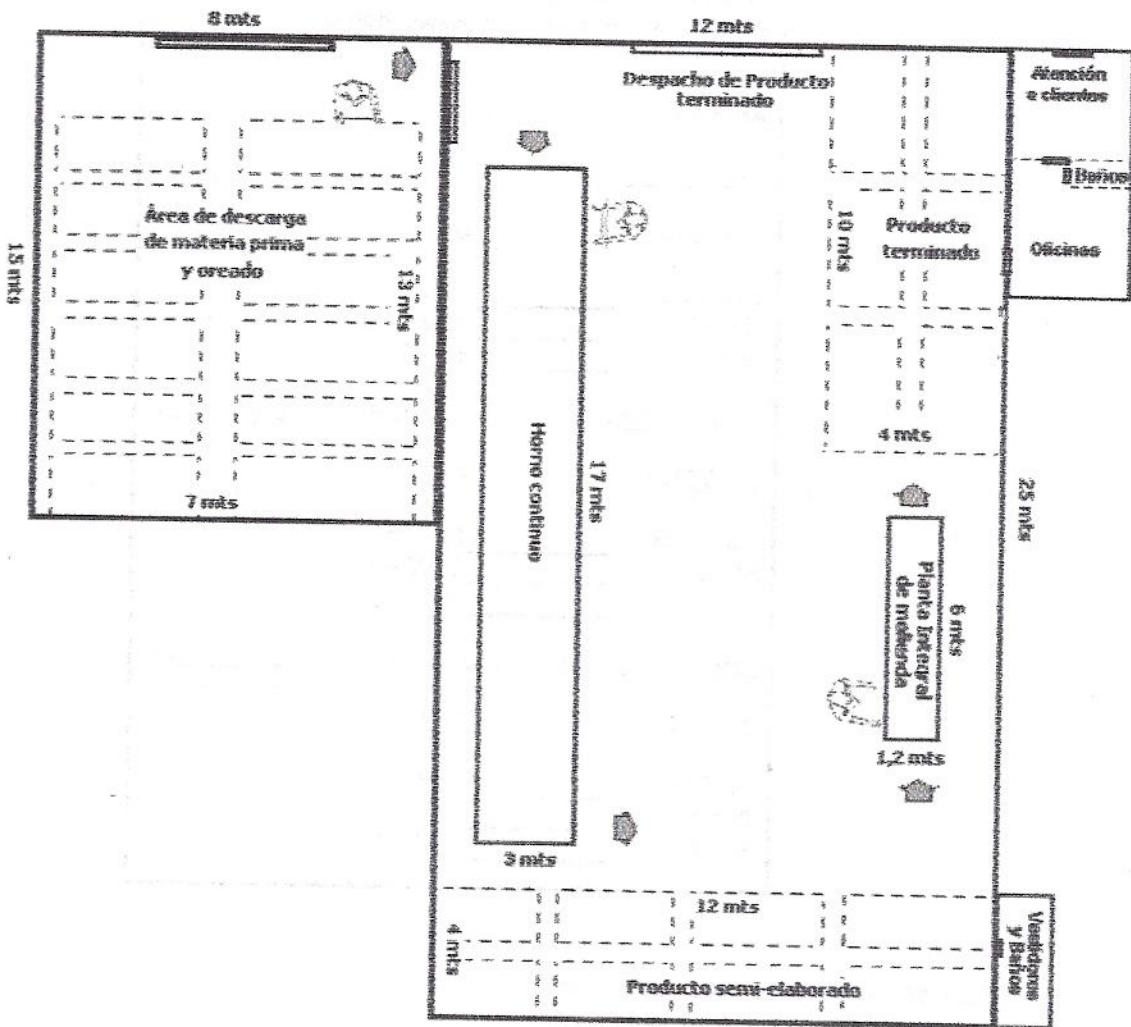 8 mts
12 mts
Despacho de Producto
terminado
Atención
a clientes
Baños
Oficinas
Área de descarga
de materia prima
y oreado
15 mts
13 mts
7 mts
10 mts
Producto
terminado
4 mts
25 mts
Horno continuo
17 mts
3 mts
Planta Integral
de molienda
6 mts
1,2 mts
12 mts
4 mts
Producto semi-elaborado
Vestidores
y Baños